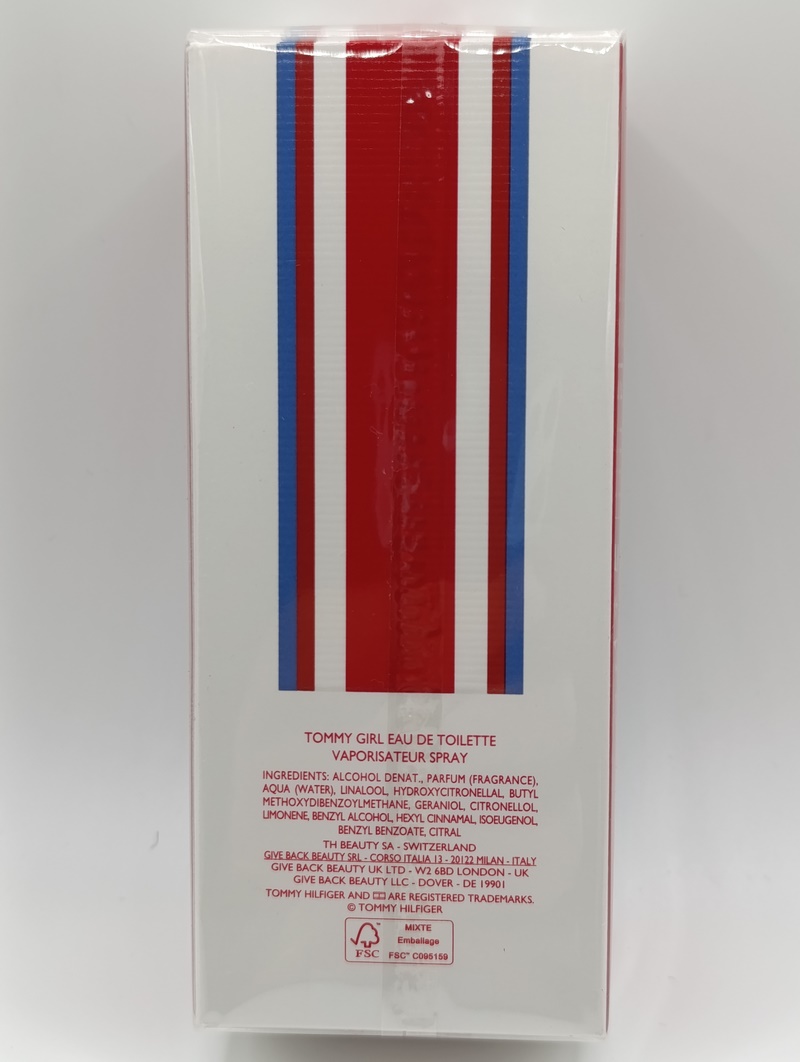 TOMMY GIRL EAU DE TOILETTE
VAPORISATEUR SPRAY
INGREDIENTS: ALCOHOL DENAT., PARFUM (FRAGRANCE),
AQUA (WATER), LINALOOL, HYDROXYCITRONELLAL, BUTYL
METHOXYDIBENZOYLMETHANE, GERANIOL, CITRONELLOL,
LIMONENE, BENZYL ALCOHOL, HEXYL CINNAMAL, ISOEUGENOL,
BENZYL BENZOATE, CITRAL
TH BEAUTY SA - SWITZERLAND
GIVE BACK BEAUTY SRL - CORSO ITALIA 13 - 20122 MILAN - ITALY
GIVE BACK BEAUTY UK LTD - W2 6BD LONDON - UK
GIVE BACK BEAUTY LLC - DOVER - DE 19901
TOMMY HILFIGER AND ARE REGISTERED TRADEMARKS.
© TOMMY HILFIGER
MIXTE
Emballage
FSC FSC™ C095159